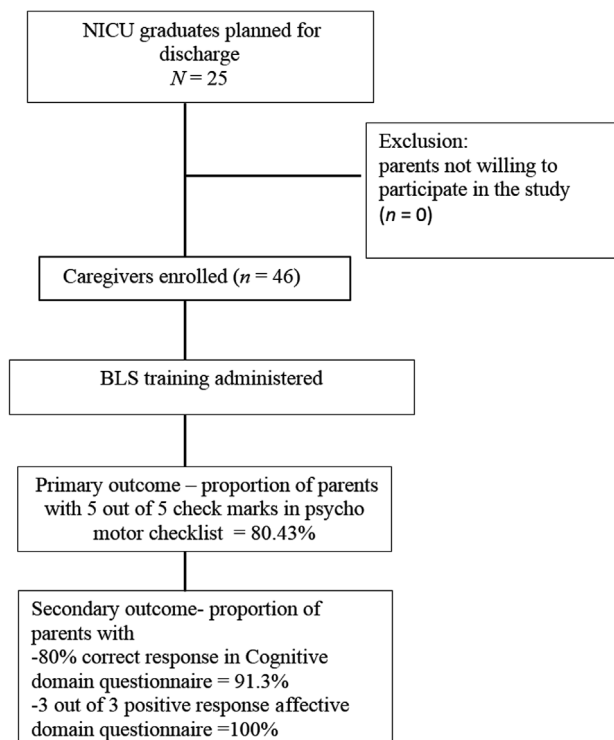 NICU graduates planned for
discharge
N = 25
Exclusion:
parents not willing to
participate in the study
(n = 0)
Caregivers enrolled (n = 46)
BLS training administered
Primary outcome – proportion of parents
with 5 out of 5 check marks in psycho
motor checklist = 80.43%
Secondary outcome- proportion of
parents with
-80% correct response in Cognitive
domain questionnaire = 91.3%
-3 out of 3 positive response affective
domain questionnaire =100%